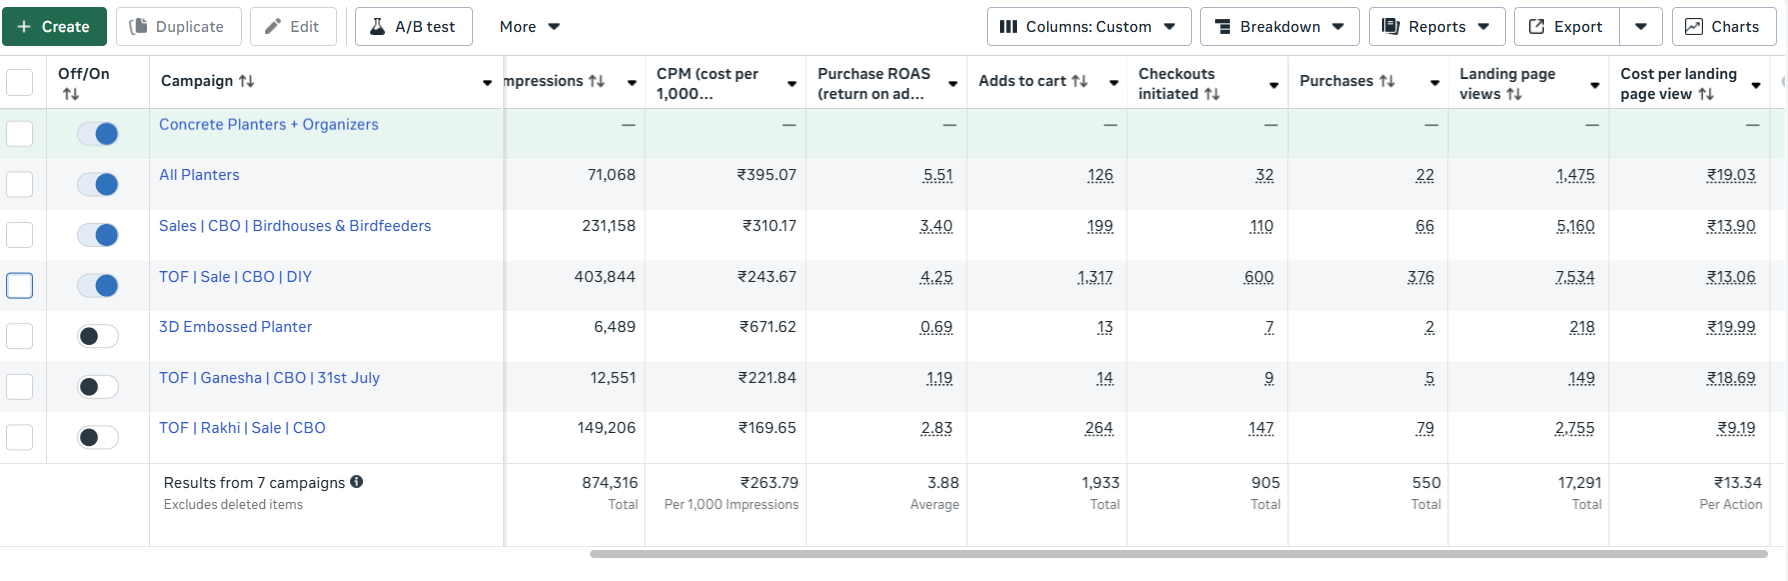 + Create Duplicate Edit A/B test More Columns: Custom Breakdown Reports Export Charts
Off/On Campaign mpressions CPM (cost per 1,000... Purchase ROAS (return on ad... Adds to cart Checkouts initiated Purchases Landing page views Cost per landing page view
Concrete Planters + Organizers — — — — — — — —
All Planters 71,068 ₹395.07 5.51 126 32 22 1,475 ₹19.03
Sales | CBO | Birdhouses & Birdfeeders 231,158 ₹310.17 3.40 199 110 66 5,160 ₹13.90
TOF | Sale | CBO | DIY 403,844 ₹243.67 4.25 1,317 600 376 7,534 ₹13.06
3D Embossed Planter 6,489 ₹671.62 0.69 13 7 2 218 ₹19.99
TOF | Ganesha | CBO | 31st July 12,551 ₹221.84 1.19 14 9 5 149 ₹18.69
TOF | Rakhi | Sale | CBO 149,206 ₹169.65 2.83 264 147 79 2,755 ₹9.19
Results from 7 campaigns 874,316 ₹263.79 3.88 1,933 905 550 17,291 ₹13.34
Excludes deleted items Total Per 1,000 Impressions Average Total Total Total Total Per Action